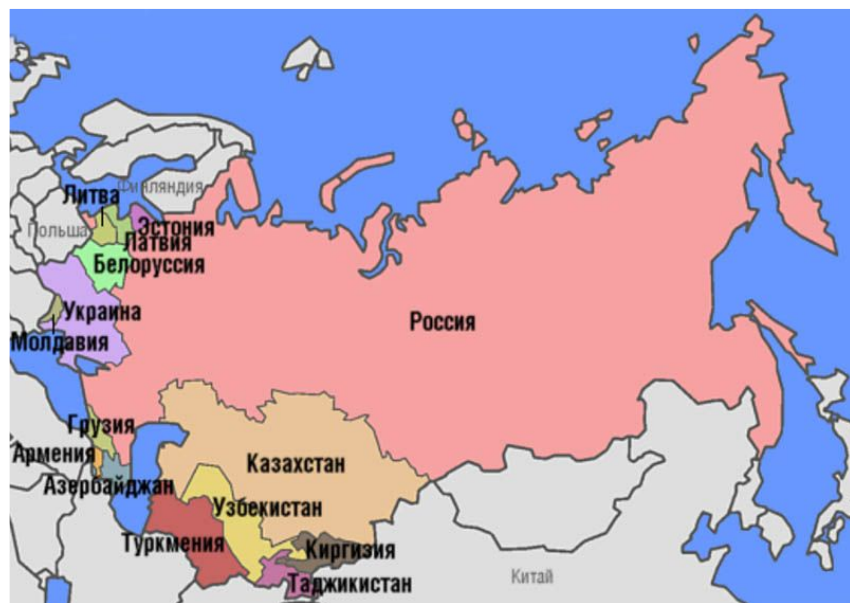 Финляндия
Литва
Польша
Эстония
Латвия
Белоруссия
Украина
Россия
Молдавия
Грузия
Армения
Казахстан
Азербайджан
Узбекистан
Туркмения
Киргизия
Китай
Таджикистан